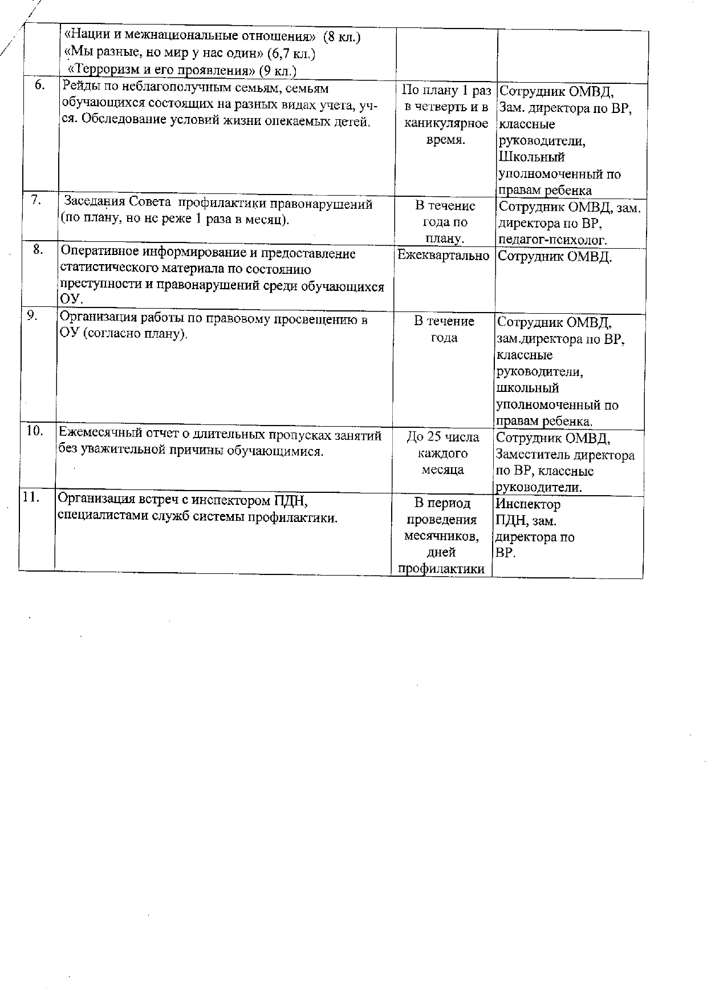 «Нации и межнациональные отношения» (8 кл.)
«Мы разные, но мир у нас один» (6,7 кл.)
«Терроризм и его проявления» (9 кл.)
6.
Рейды по неблагополучным семьям, семьям
обучающихся состоящих на разных видах учета, уч-
ся. Обследование условий жизни опекаемых детей.
По плану 1 раз
в четверть и в
каникулярное
время.
Сотрудник ОМВД,
Зам. директора по ВР,
классные
руководители,
Школьный
уполномоченный по
правам ребенка
7.
Заседания Совета профилактики правонарушений
(по плану, но не реже 1 раза в месяц).
В течение
года по
плану.
Сотрудник ОМВД, зам.
директора по ВР,
педагог-психолог.
8.
Оперативное информирование и предоставление
статистического материала по состоянию
преступности и правонарушений среди обучающихся
ОУ.
Ежеквартально
Сотрудник ОМВД.
9.
Организация работы по правовому просвещению в
ОУ (согласно плану).
В течение
года
Сотрудник ОМВД,
зам.директора по ВР,
классные
руководители,
школьный
уполномоченный по
правам ребенка.
10.
Ежемесячный отчет о длительных пропусках занятий
без уважительной причины обучающимися.
До 25 числа
каждого
месяца
Сотрудник ОМВД,
Заместитель директора
по ВР, классные
руководители.
11.
Организация встреч с инспектором ПДН,
специалистами служб системы профилактики.
В период
проведения
месячников,
дней
профилактики
Инспектор
ПДН, зам.
директора по
ВР.